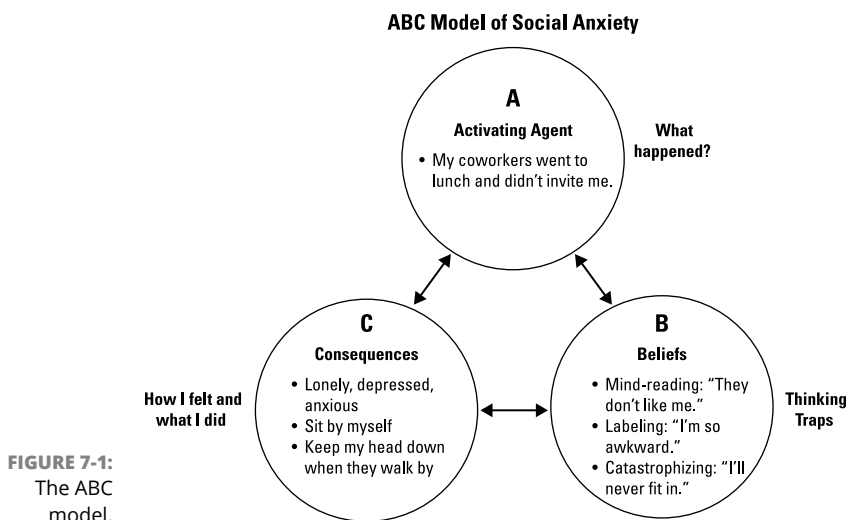 ABC Model of Social Anxiety
A
Activating Agent
• My coworkers went to
lunch and didn't invite me.
What
happened?
C
Consequences
• Lonely, depressed,
anxious
• Sit by myself
• Keep my head down
when they walk by
How I felt and
what I did
B
Beliefs
• Mind-reading: “They
don't like me.”
• Labeling: “I'm so
awkward.”
• Catastrophizing: “I'll
never fit in.”
Thinking
Traps
FIGURE 7-1:
The ABC
model.